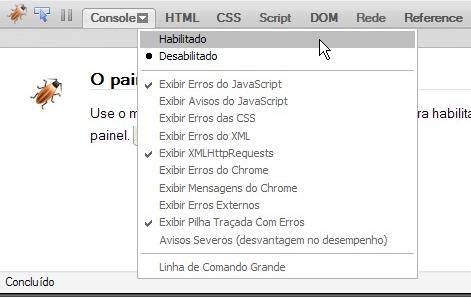 Console HTML CSS Script DOM Rede Reference
Habilitado
Desabilitado
O pai
Exibir Erros do JavaScript
Exibir Avisos do JavaScript
Use o m
ra habilita
Exibir Erros das CSS
painel.
Exibir Erros do XML
Exibir XMLHttpRequests
Exibir Erros do Chrome
Exibir Mensagens do Chrome
Exibir Erros Externos
Exibir Pilha Traçada Com Erros
Avisos Severos (desvantagem no desempenho)
Linha de Comando Grande
Concluído